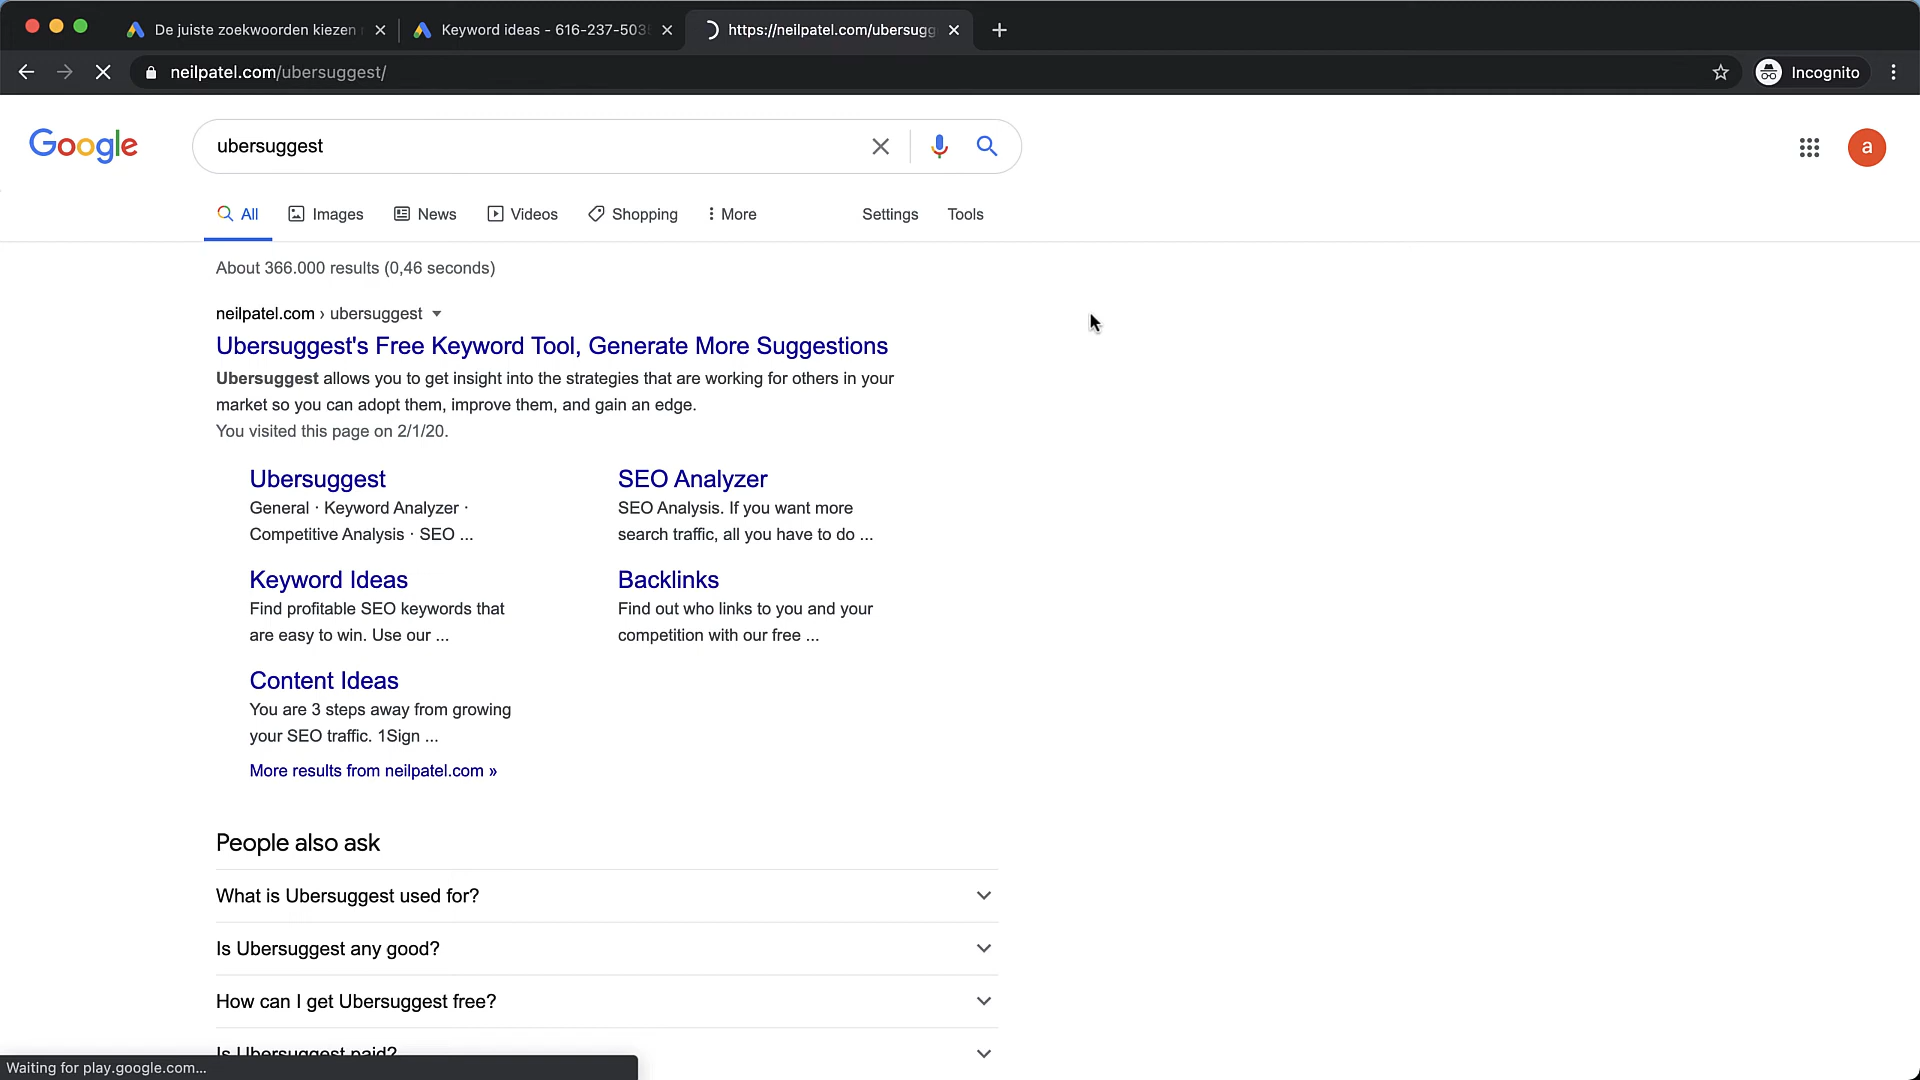 De juiste zoekwoorden kiezen
Keyword ideas - 616-237-503
https://neilpatel.com/ubersugg
neilpatel.com/ubersuggest/
Incognito
Google
ubersuggest
a
All
Images
News
Videos
Shopping
More
Settings
Tools
About 366.000 results (0,46 seconds)
neilpatel.com › ubersuggest
Ubersuggest's Free Keyword Tool, Generate More Suggestions
Ubersuggest allows you to get insight into the strategies that are working for others in your
market so you can adopt them, improve them, and gain an edge.
You visited this page on 2/1/20.
Ubersuggest
General · Keyword Analyzer ·
Competitive Analysis · SEO ...
SEO Analyzer
SEO Analysis. If you want more
search traffic, all you have to do ...
Keyword Ideas
Find profitable SEO keywords that
are easy to win. Use our ...
Backlinks
Find out who links to you and your
competition with our free ...
Content Ideas
You are 3 steps away from growing
your SEO traffic. 1Sign ...
More results from neilpatel.com »
People also ask
What is Ubersuggest used for?
Is Ubersuggest any good?
How can I get Ubersuggest free?
Is Ubersuggest paid?
Waiting for play.google.com...